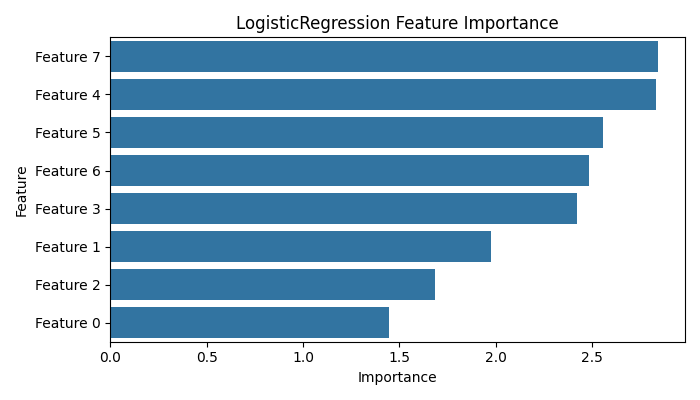 LogisticRegression Feature Importance
Feature 7
Feature 4
Feature 5
Feature 6
Feature 3
Feature 1
Feature 2
Feature 0
Feature
0.0 0.5 1.0 1.5 2.0 2.5
Importance